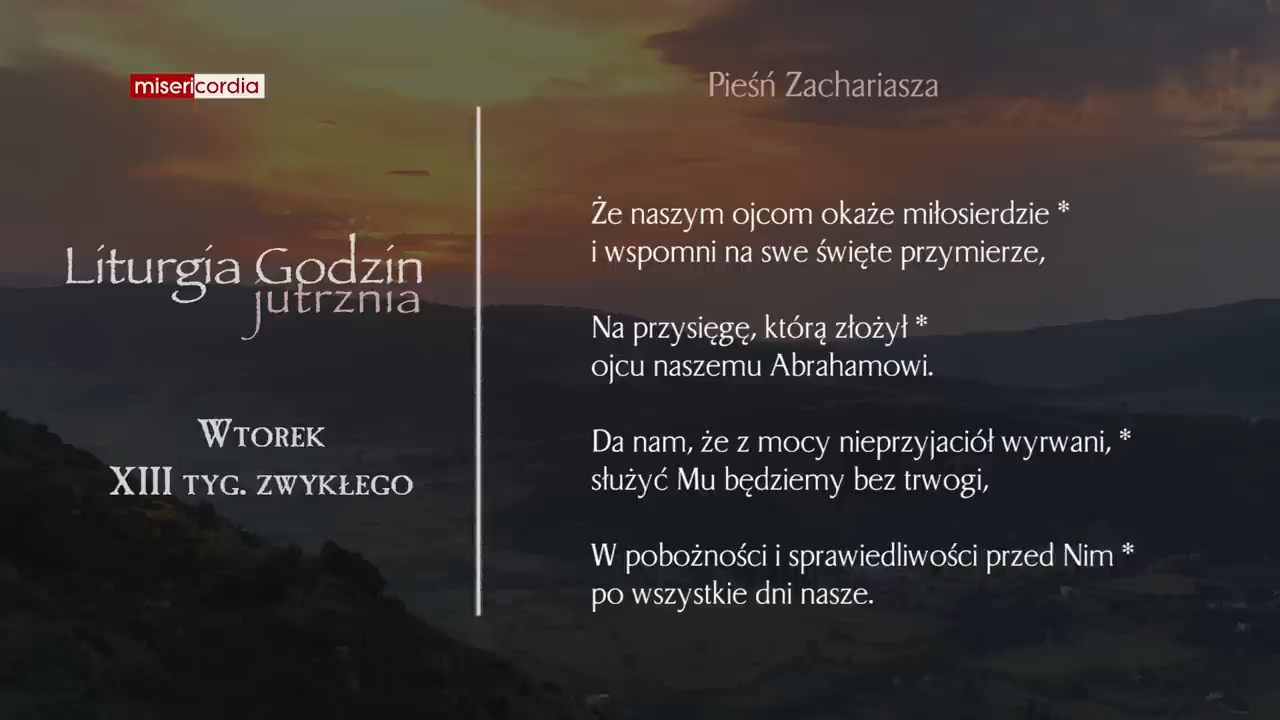 misericordia
Liturgia Godzin
jutrznia
Wtorek
XIII tyg. zwykłego
Pieśń Zachariasza
Że naszym ojcom okaże miłosierdzie *
i wspomni na swe święte przymierze,
Na przysięgę, którą złożył *
ojcu naszemu Abrahamowi.
Da nam, że z mocy nieprzyjaciół wyrwani, *
służyć Mu będziemy bez trwogi,
W pobożności i sprawiedliwości przed Nim *
po wszystkie dni nasze.